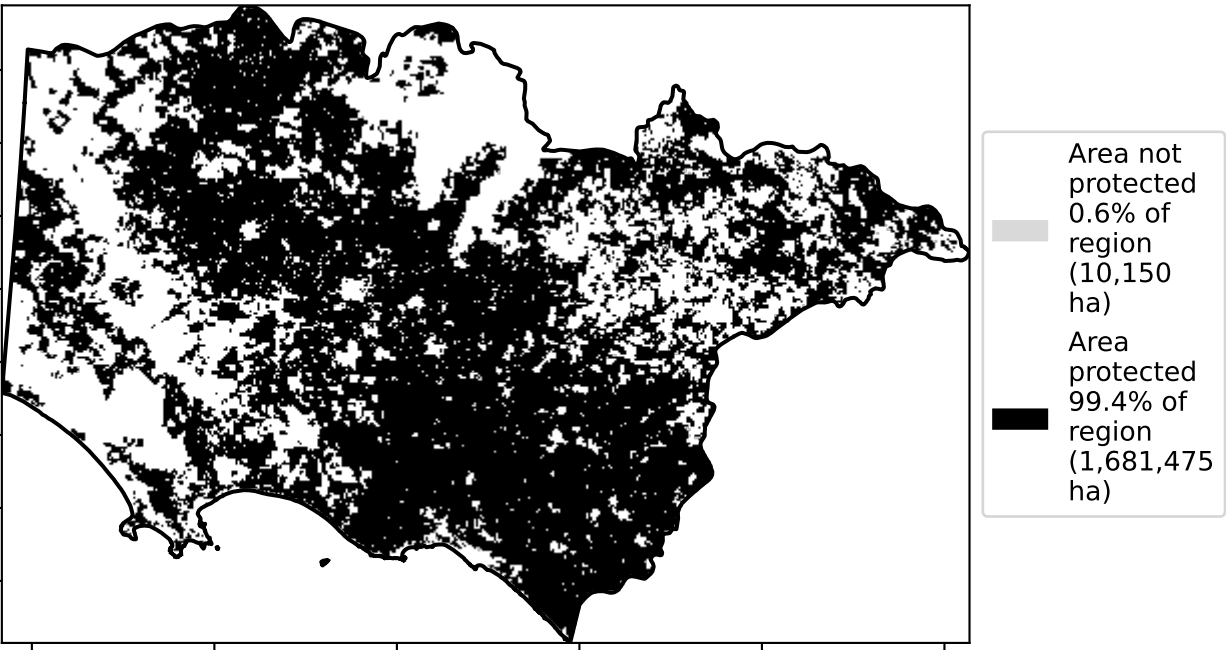 Area not
protected
0.6% of
region
(10,150
ha)
Area
protected
99.4% of
region
(1,681,475
ha)